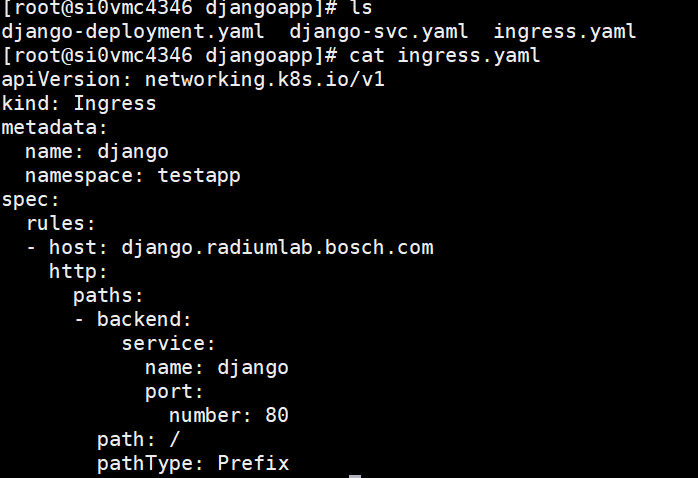 [root@si0vmc4346 djangoapp]# ls
django-deployment.yaml  django-svc.yaml  ingress.yaml
[root@si0vmc4346 djangoapp]# cat ingress.yaml
apiVersion: networking.k8s.io/v1
kind: Ingress
metadata:
  name: django
  namespace: testapp
spec:
  rules:
  - host: django.radiumlab.bosch.com
    http:
      paths:
      - backend:
          service:
            name: django
            port:
              number: 80
        path: /
        pathType: Prefix